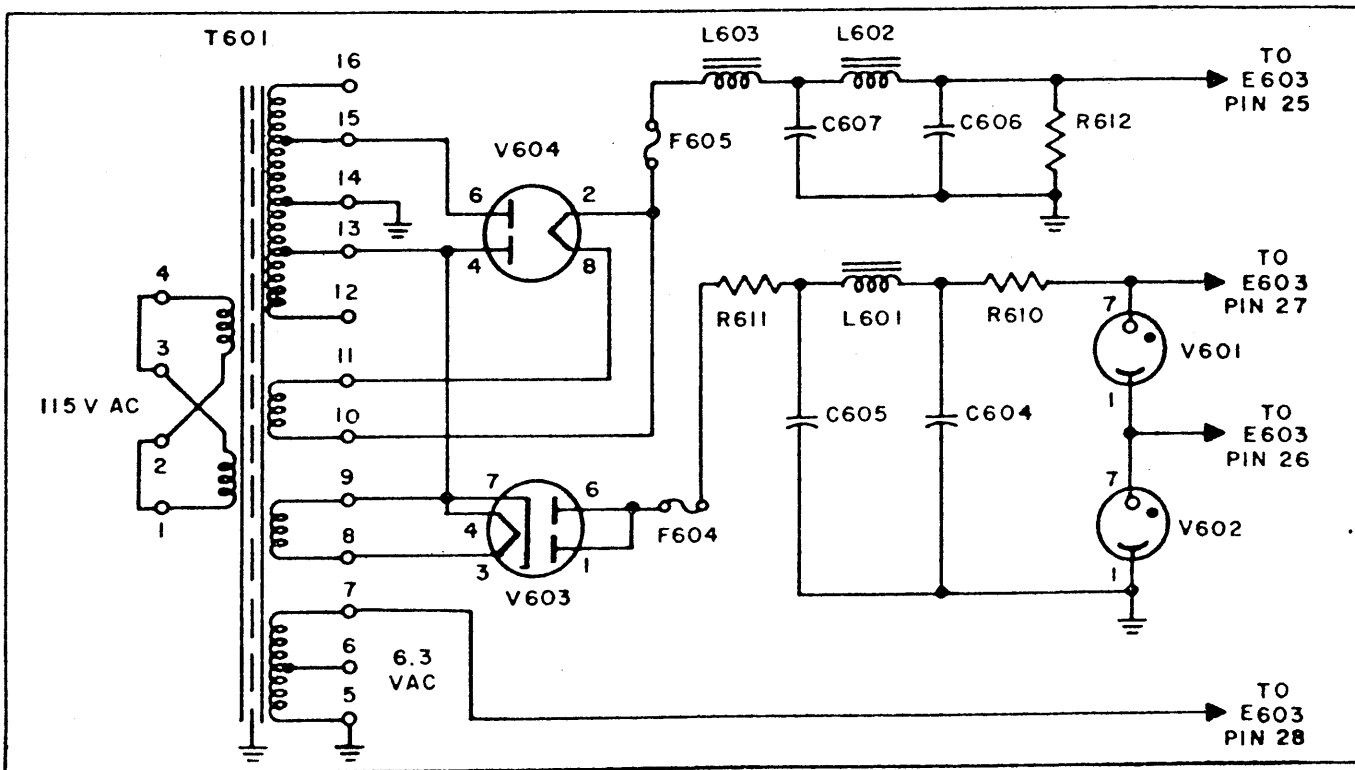 T601
L603
L602
TO
E603
PIN 25
16
15
14
13
12
11
10
9
8
7
6
5
4
3
2
1
115 V AC
6.3
VAC
V604
6
2
4
8
F605
C607
C606
R612
R611
L601
R610
TO
E603
PIN 27
7
V601
1
C605
C604
TO
E603
PIN 26
7
V602
1
7
6
4
3
1
V603
F604
TO
E603
PIN 28